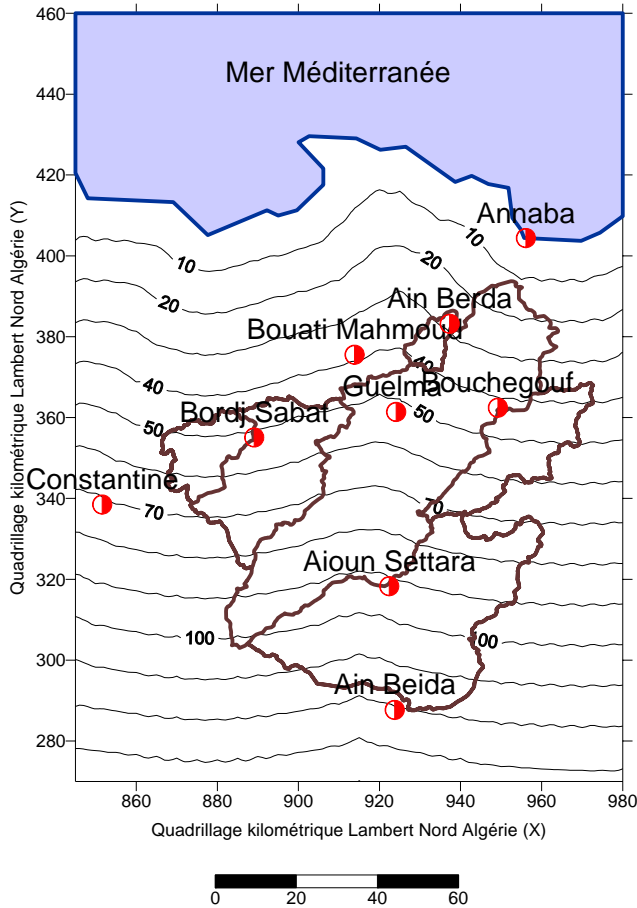 460
440
420
400
380
360
340
320
300
280
Quadrillage kilométrique Lambert Nord Algérie (Y)
Mer Méditerranée
Annaba
10
10
20
20
Ain Berda
Bouati Mahmoud
40
40
Guelma
Bouchegouf
50
50
Bordj Sabat
Constantine
70
70
Aioun Settara
100
100
Ain Beida
860 880 900 920 940 960 980
Quadrillage kilométrique Lambert Nord Algérie (X)
0 20 40 60